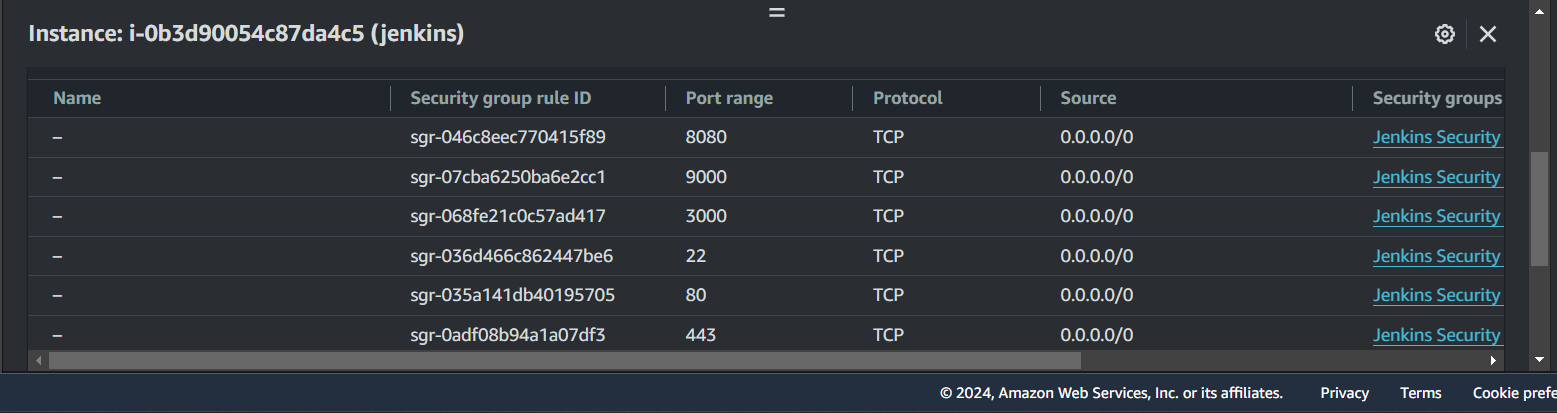 Instance: i-0b3d90054c87da4c5 (jenkins)
Name Security group rule ID Port range Protocol Source Security groups
– sgr-046c8eec770415f89 8080 TCP 0.0.0.0/0 Jenkins Security
– sgr-07cba6250ba6e2cc1 9000 TCP 0.0.0.0/0 Jenkins Security
– sgr-068fe21c0c57ad417 3000 TCP 0.0.0.0/0 Jenkins Security
– sgr-036d466c862447be6 22 TCP 0.0.0.0/0 Jenkins Security
– sgr-035a141db40195705 80 TCP 0.0.0.0/0 Jenkins Security
– sgr-0adf08b94a1a07df3 443 TCP 0.0.0.0/0 Jenkins Security
© 2024, Amazon Web Services, Inc. or its affiliates. Privacy Terms Cookie prefe